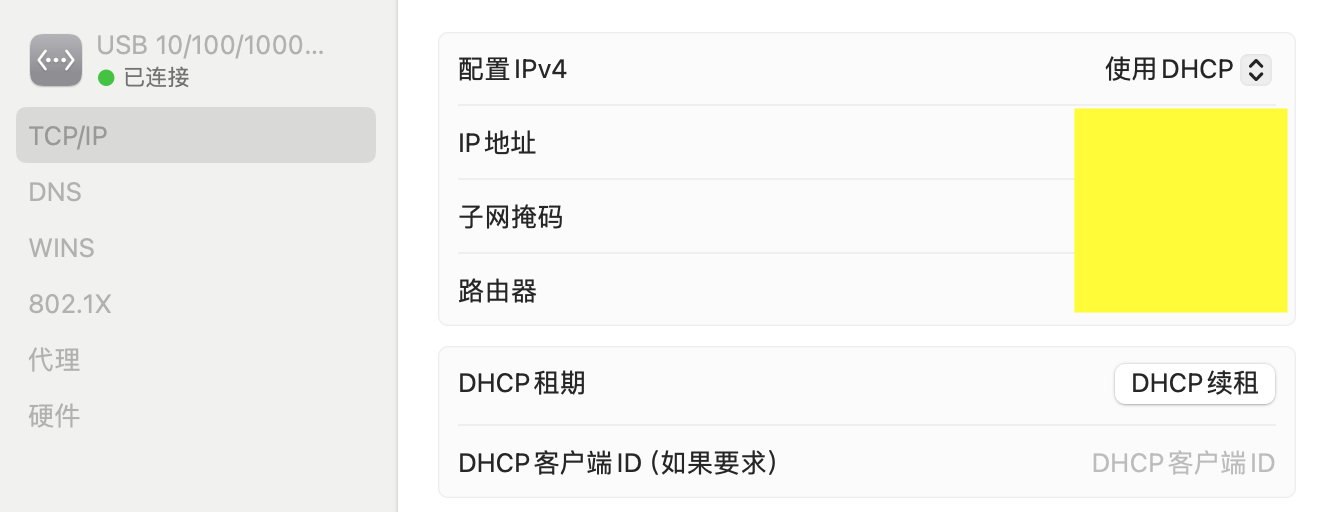 USB 10/100/1000...
已连接
TCP/IP
DNS
WINS
802.1X
代理
硬件
配置 IPv4 使用 DHCP
IP 地址
子网掩码
路由器
DHCP 租期 DHCP 续租
DHCP 客户端 ID（如果要求） DHCP 客户端 ID